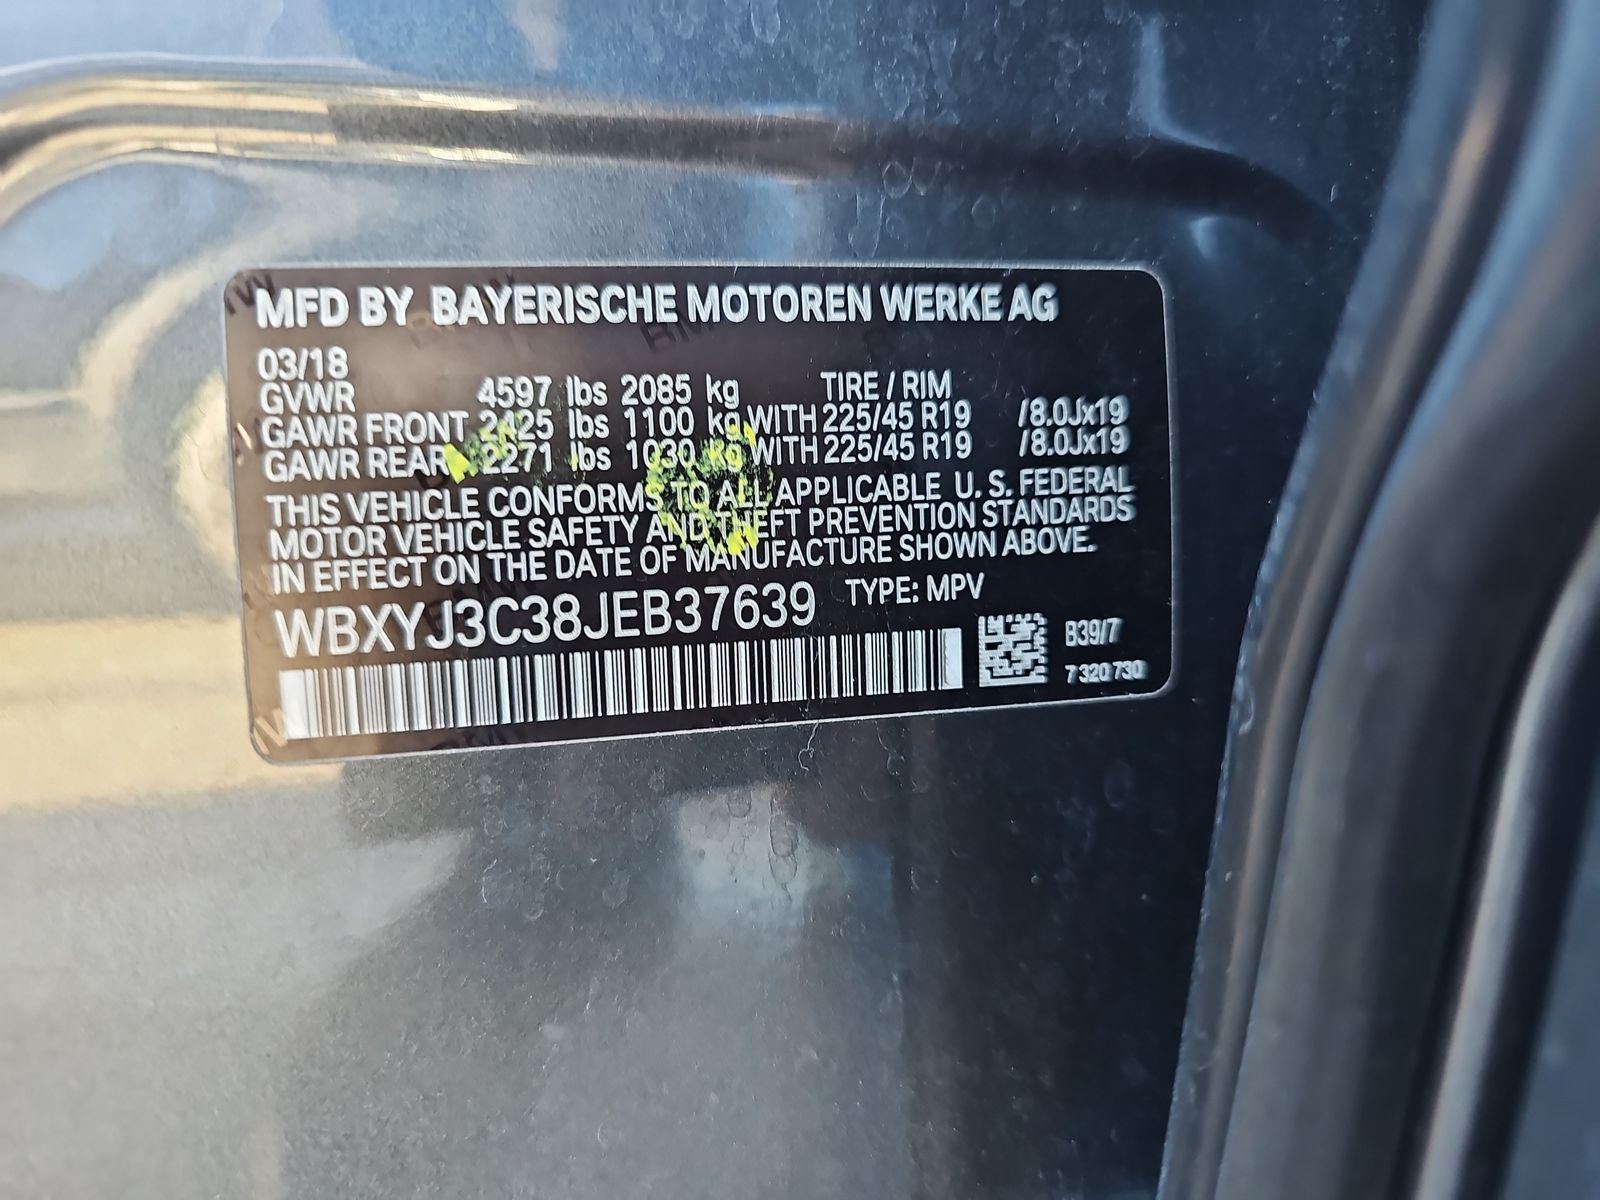 MFD BY BAYERISCHE MOTOREN WERKE AG
03/18
GVWR 4597 lbs 2085 kg TIRE / RIM
GAWR FRONT 2425 lbs 1100 kg WITH 225/45 R19 /8.0Jx19
GAWR REAR 2271 lbs 1030 kg WITH 225/45 R19 /8.0Jx19
THIS VEHICLE CONFORMS TO ALL APPLICABLE U. S. FEDERAL
MOTOR VEHICLE SAFETY AND THEFT PREVENTION STANDARDS
IN EFFECT ON THE DATE OF MANUFACTURE SHOWN ABOVE.
WBXYJ3C38JEB37639 TYPE: MPV
B39/7
7 320 730